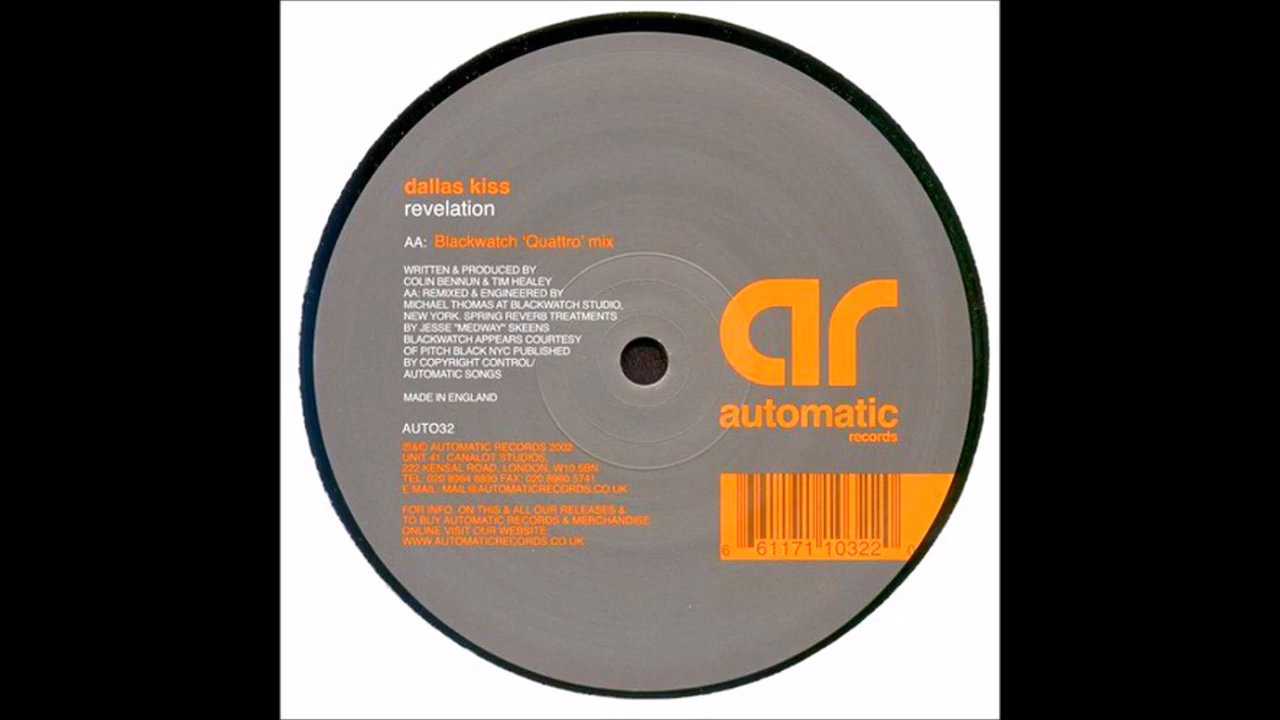 dallas kiss
revelation
AA: Blackwatch 'Quattro' mix
WRITTEN & PRODUCED BY
COLIN BENNUN & TIM HEALEY
AA: REMIXED & ENGINEERED BY
MICHAEL THOMAS AT BLACKWATCH STUDIO,
NEW YORK. SPRING REVERB TREATMENTS
BY JESSE "MEDWAY" SKEENS
BLACKWATCH APPEARS COURTESY
OF PITCH BLACK NYC PUBLISHED
BY COPYRIGHT CONTROL/
AUTOMATIC SONGS
MADE IN ENGLAND
AUTO32
℗&© AUTOMATIC RECORDS 2002
UNIT 41, CANALOT STUDIOS,
222 KENSAL ROAD, LONDON, W10 5BN
TEL: 020 8964 9890 FAX: 020 8960 5741
E.MAIL: MAIL@AUTOMATICRECORDS.CO.UK
FOR INFO. ON THIS & ALL OUR RELEASES &
TO BUY AUTOMATIC RECORDS & MERCHANDISE
ONLINE VISIT OUR WEBSITE
WWW.AUTOMATICRECORDS.CO.UK
ar
automatic
records
6 61171 10322 0